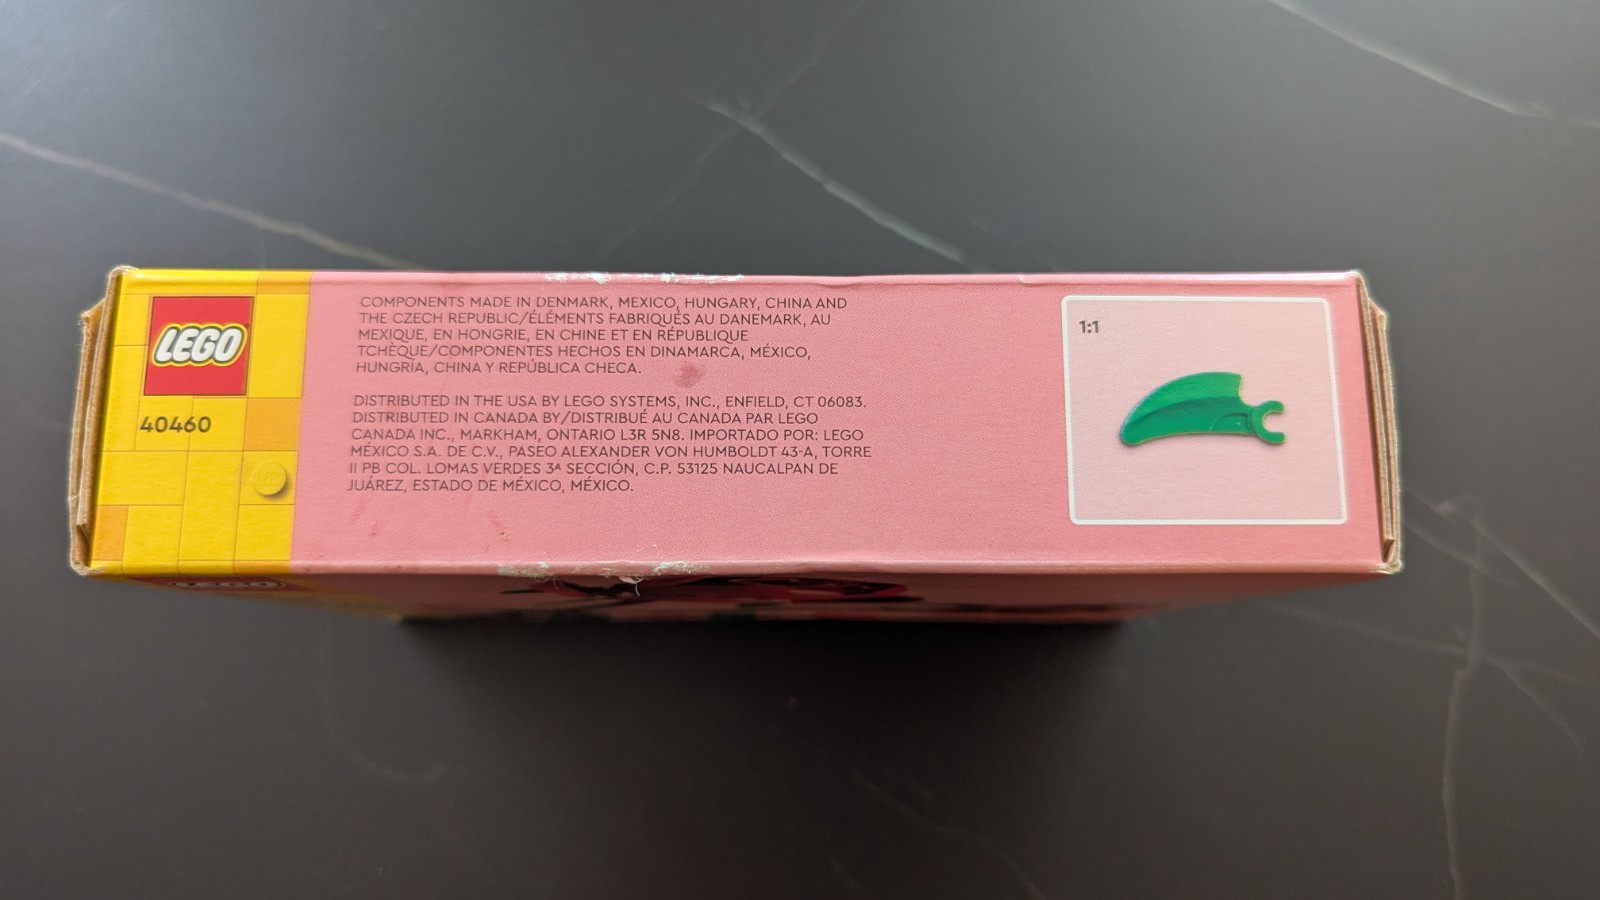 LEGO
40460
COMPONENTS MADE IN DENMARK, MEXICO, HUNGARY, CHINA AND
THE CZECH REPUBLIC/ÉLÉMENTS FABRIQUÉS AU DANEMARK, AU
MEXIQUE, EN HONGRIE, EN CHINE ET EN RÉPUBLIQUE
TCHÈQUE/COMPONENTES HECHOS EN DINAMARCA, MÉXICO,
HUNGRÍA, CHINA Y REPÚBLICA CHECA.
DISTRIBUTED IN THE USA BY LEGO SYSTEMS, INC., ENFIELD, CT 06083.
DISTRIBUTED IN CANADA BY/DISTRIBUÉ AU CANADA PAR LEGO
CANADA INC., MARKHAM, ONTARIO L3R 5N8. IMPORTADO POR: LEGO
MÉXICO S.A. DE C.V., PASEO ALEXANDER VON HUMBOLDT 43-A, TORRE
II PB COL. LOMAS VERDES 3ª SECCIÓN, C.P. 53125 NAUCALPAN DE
JUÁREZ, ESTADO DE MÉXICO, MÉXICO.
1:1
LEGO